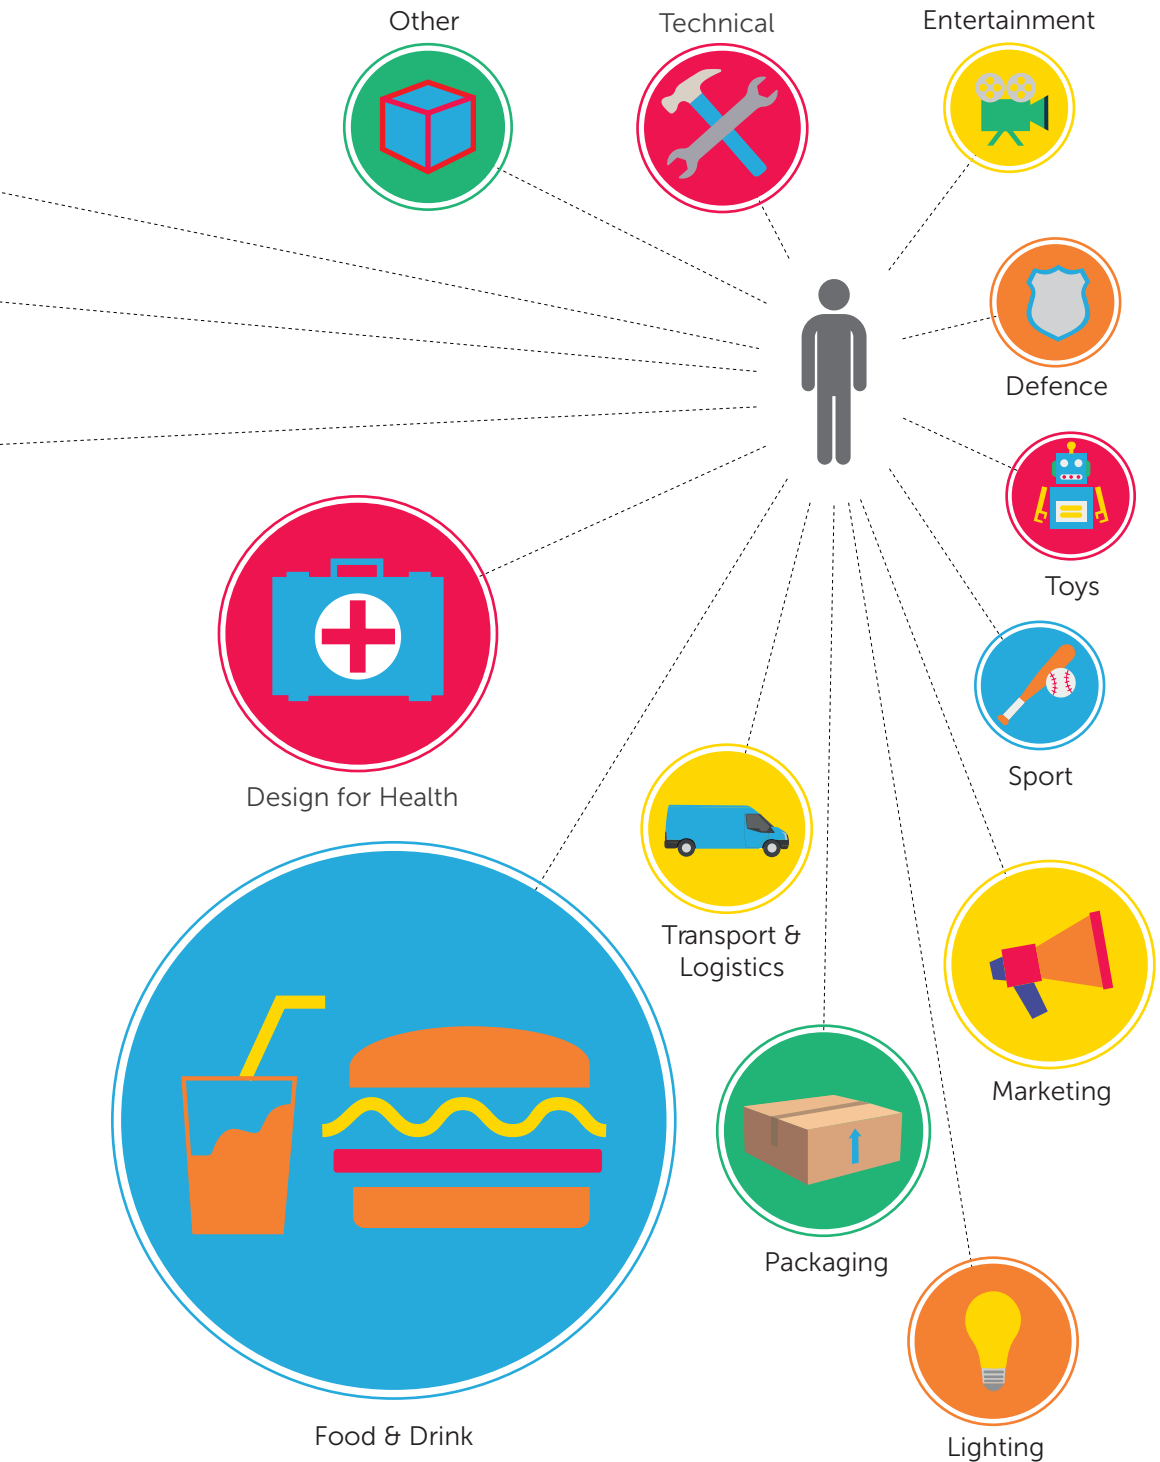 Other
Technical
Entertainment
Defence
Toys
Sport
Design for Health
Transport &
Logistics
Marketing
Packaging
Food & Drink
Lighting